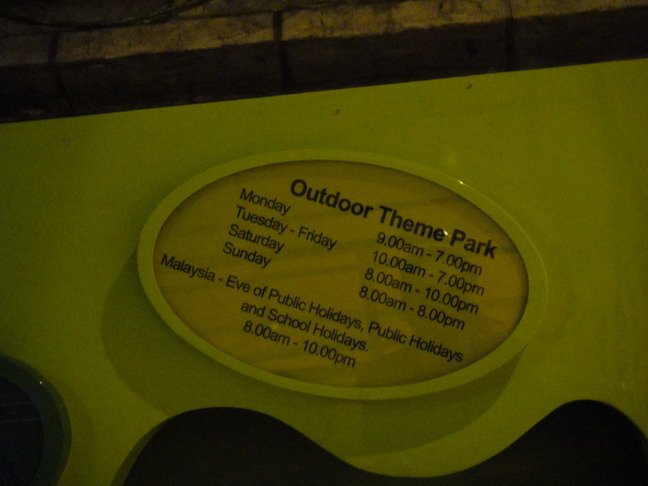 Outdoor Theme Park
Monday 9.00am - 7.00pm
Tuesday - Friday 10.00am - 7.00pm
Saturday 8.00am - 10.00pm
Sunday 8.00am - 8.00pm
Malaysia - Eve of Public Holidays, Public Holidays
and School Holidays.
8.00am - 10.00pm